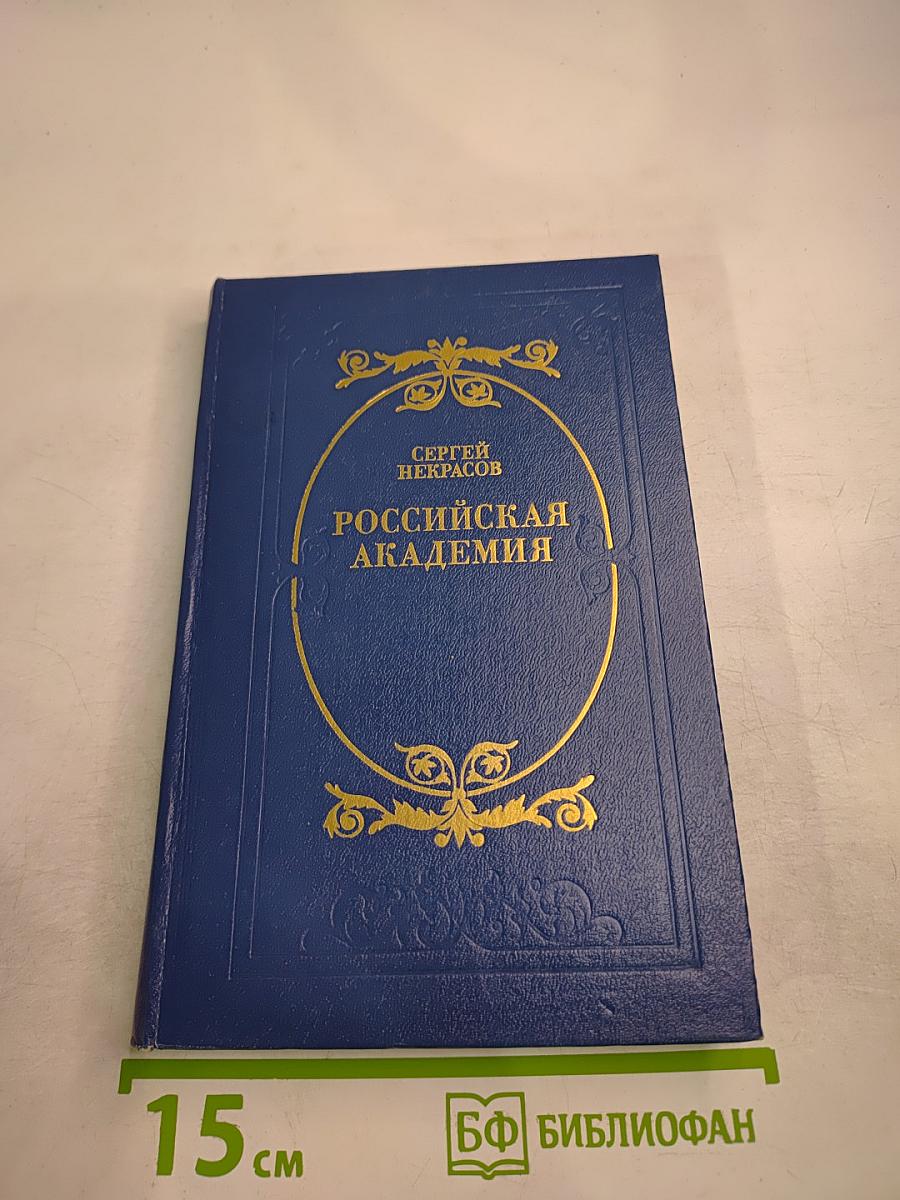 СЕРГЕЙ
НЕКРАСОВ
РОССИЙСКАЯ
АКАДЕМИЯ
15 см
БФ БИБЛИОФАН